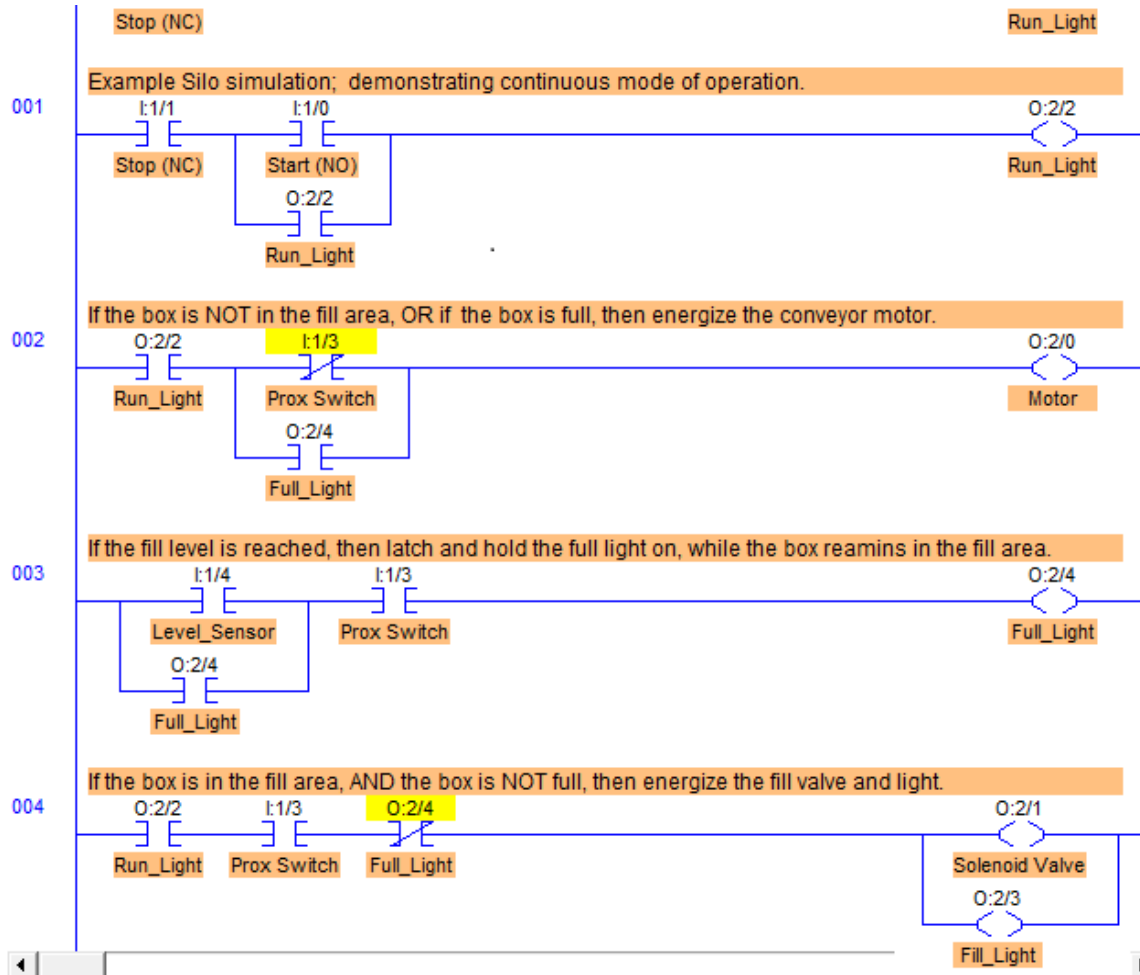 Stop (NC) Run_Light
Example Silo simulation; demonstrating continuous mode of operation.
001 I:1/1 I:1/0 O:2/2
Stop (NC) Start (NO) Run_Light
O:2/2
Run_Light
If the box is NOT in the fill area, OR if the box is full, then energize the conveyor motor.
002 O:2/2 I:1/3 O:2/0
Run_Light Prox Switch Motor
O:2/4
Full_Light
If the fill level is reached, then latch and hold the full light on, while the box reamins in the fill area.
003 I:1/4 I:1/3 O:2/4
Level_Sensor Prox Switch Full_Light
O:2/4
Full_Light
If the box is in the fill area, AND the box is NOT full, then energize the fill valve and light.
004 O:2/2 I:1/3 O:2/4 O:2/1
Run_Light Prox Switch Full_Light Solenoid Valve
O:2/3
Fill_Light